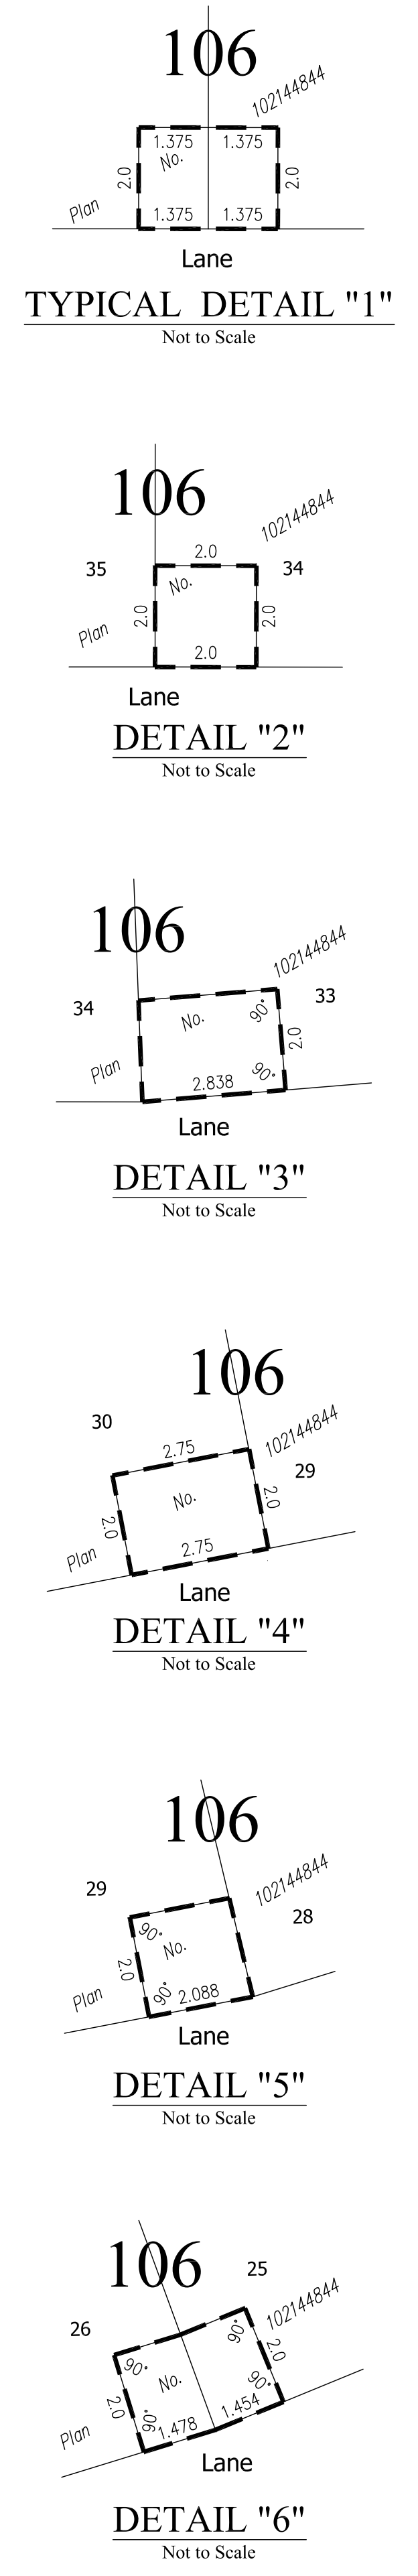 106
102144844
1.375 1.375
No.
2.0 2.0
Plan
1.375 1.375
Lane
TYPICAL DETAIL "1"
Not to Scale
106
102144844
2.0
35 34
No.
2.0 2.0
Plan
2.0
Lane
DETAIL "2"
Not to Scale
106
102144844
34 33
No. 90°
2.0
Plan
2.838 90°
Lane
DETAIL "3"
Not to Scale
106
30 102144844
2.75
29
No.
2.0 2.0
Plan
2.75
Lane
DETAIL "4"
Not to Scale
106
29 102144844
28
90°
No.
2.0
Plan 90° 2.088
Lane
DETAIL "5"
Not to Scale
106
25
102144844
26 90°
90° No. 2.0
2.0 90°
Plan 90° 1.478 1.454
Lane
DETAIL "6"
Not to Scale